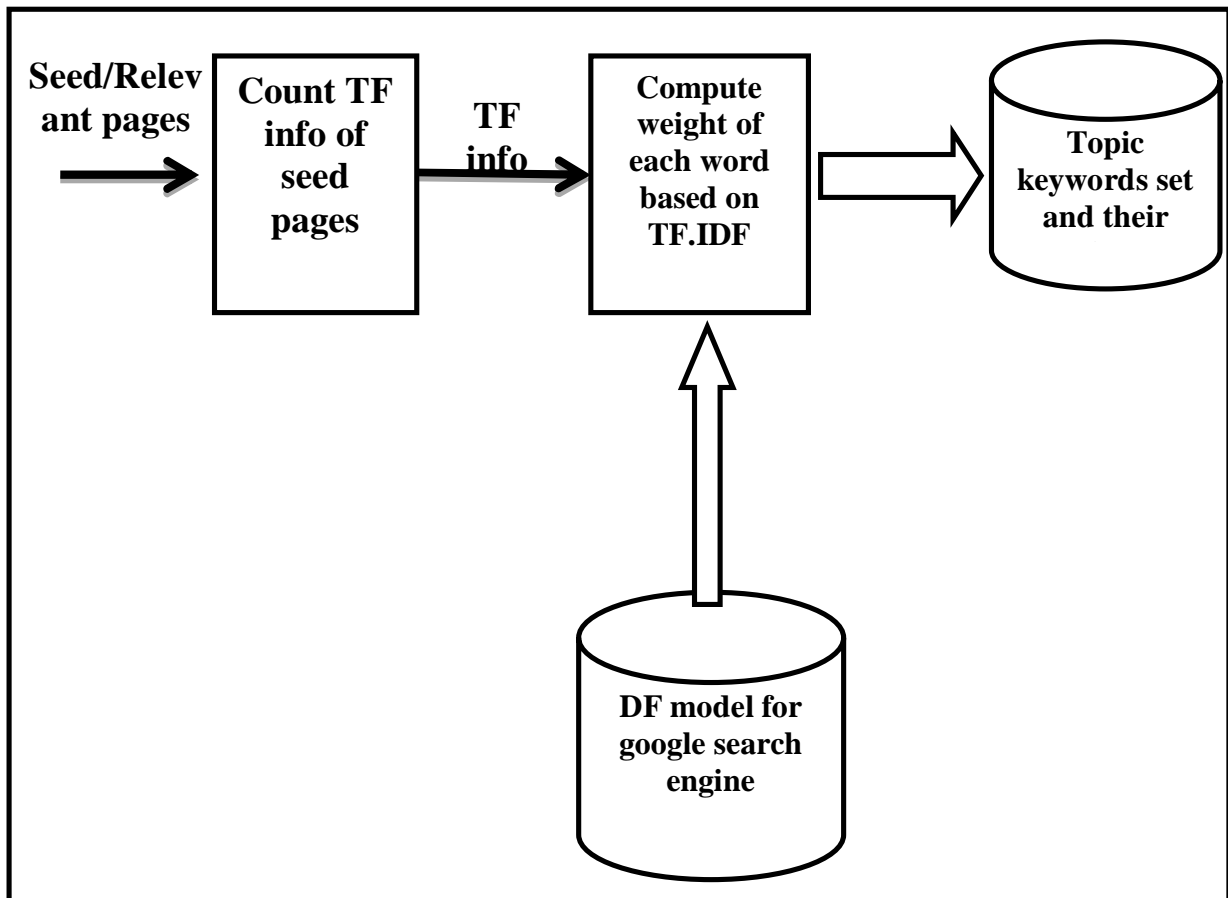 Seed/Relev
ant pages
Count TF
info of
seed
pages
TF
info
Compute
weight of
each word
based on
TF.IDF
Topic
keywords set
and their
DF model for
google search
engine